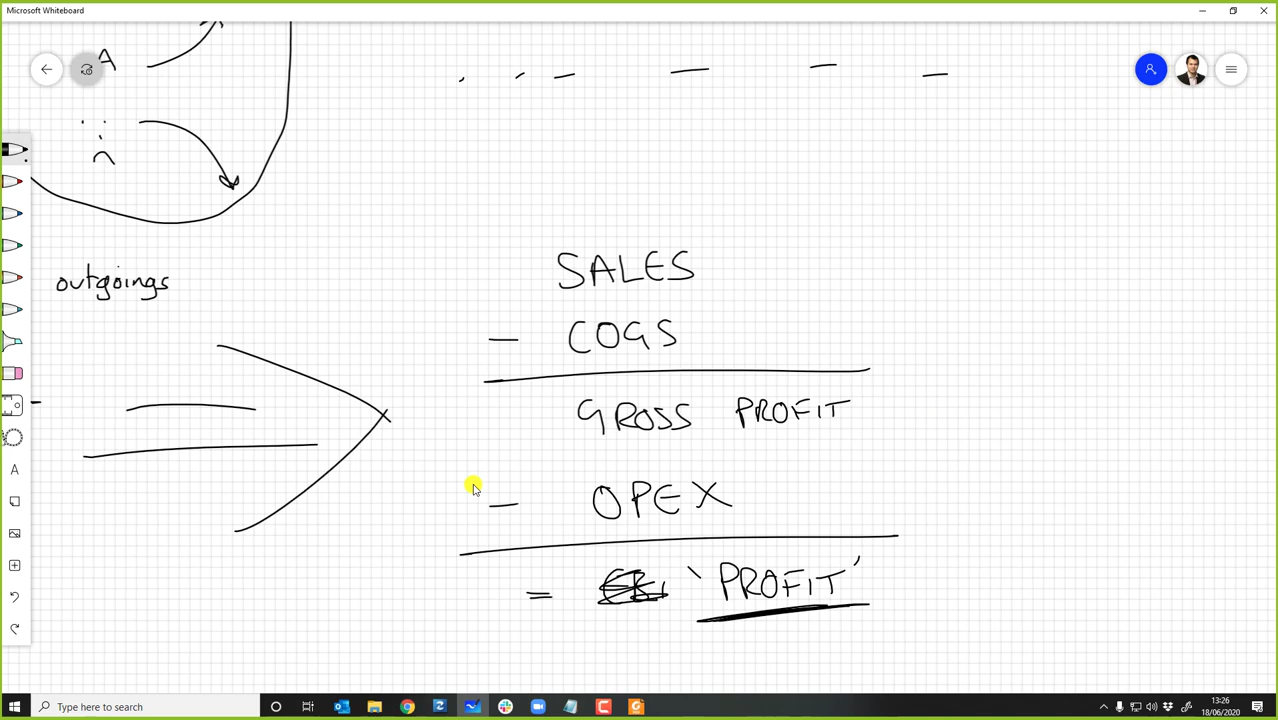 Microsoft Whiteboard
A
outgoings
SALES
- COGS
GROSS PROFIT
- OPEX
= 'PROFIT'
A
Type here to search
13:26
18/06/2020